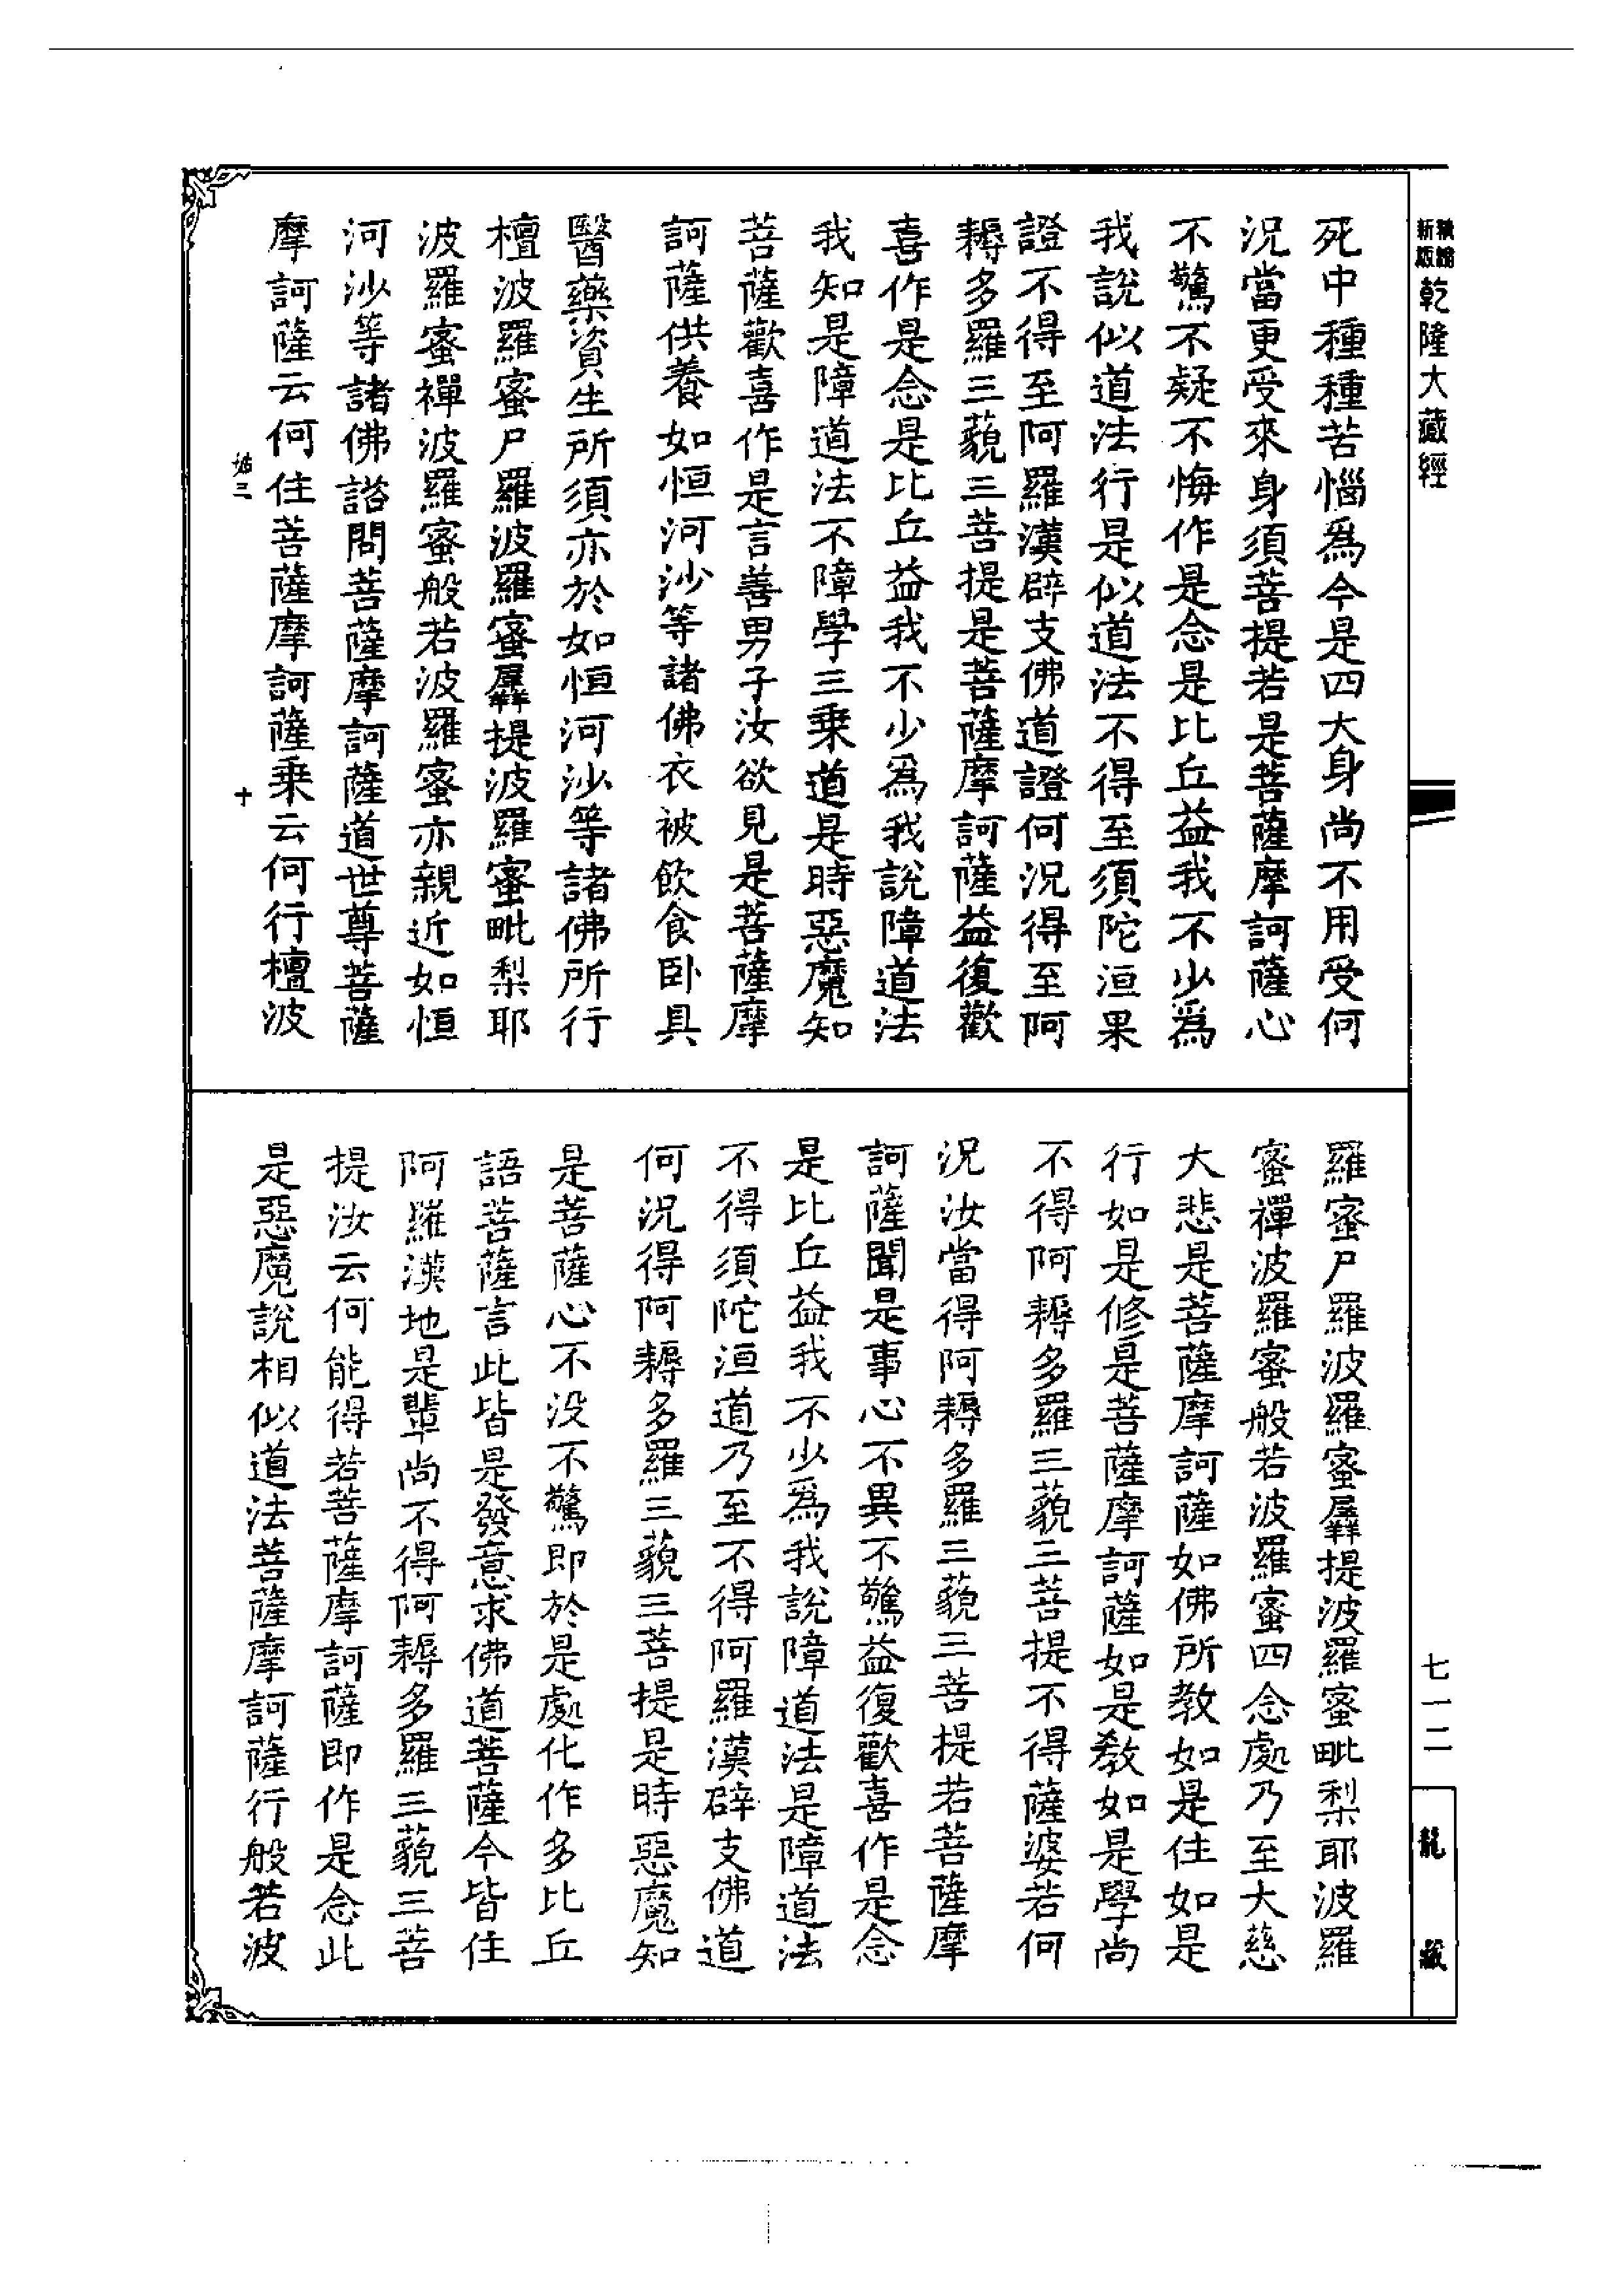 新版
乾隆大藏經
死中種種苦惱爲今是四大身尚不用受何
況當更受來身須菩提若是菩薩摩訶薩心
不驚不疑不悔作是念是比丘益我不少爲
我說似道法行是似道法不得至須陀洹果
證不得至阿羅漢辟支佛道證何況得至阿
耨多羅三藐三菩提是菩薩摩訶薩益復歡
喜作是念是比丘益我不少爲我說障道法
我知是障道法不障學三乘道是時惡魔知
菩薩歡喜作是言善男子汝欲見是菩薩摩
訶薩供養如恒河沙等諸佛衣被飲食卧具
醫藥資生所須亦於如恒河沙等諸佛所行
檀波羅蜜尸羅波羅蜜羼提波羅蜜毗梨耶
波羅蜜禪波羅蜜般若波羅蜜亦親近如恒
河沙等諸佛諮問菩薩摩訶薩道世尊菩薩
摩訶薩云何住菩薩摩訶薩乘云何行檀波
三
十
羅蜜尸羅波羅蜜羼提波羅蜜毗梨耶波羅
蜜禪波羅蜜般若波羅蜜四念處乃至大慈
大悲是菩薩摩訶薩如佛所教如是住如是
行如是修是菩薩摩訶薩如是教如是學尚
不得阿耨多羅三藐三菩提不得薩婆若何
況汝當得阿耨多羅三藐三菩提若菩薩摩
訶薩聞是事心不異不驚益復歡喜作是念
是比丘益我不少爲我說障道法是障道法
不得須陀洹道乃至不得阿羅漢辟支佛道
何況得阿耨多羅三藐三菩提是時惡魔知
是菩薩心不没不驚即於是處化作多比丘
語菩薩言此皆是發意求佛道菩薩今皆住
阿羅漢地是輩尚不得阿耨多羅三藐三菩
提汝云何能得若菩薩摩訶薩即作是念此
是惡魔說相似道法菩薩摩訶薩行般若波
七一二
龍藏